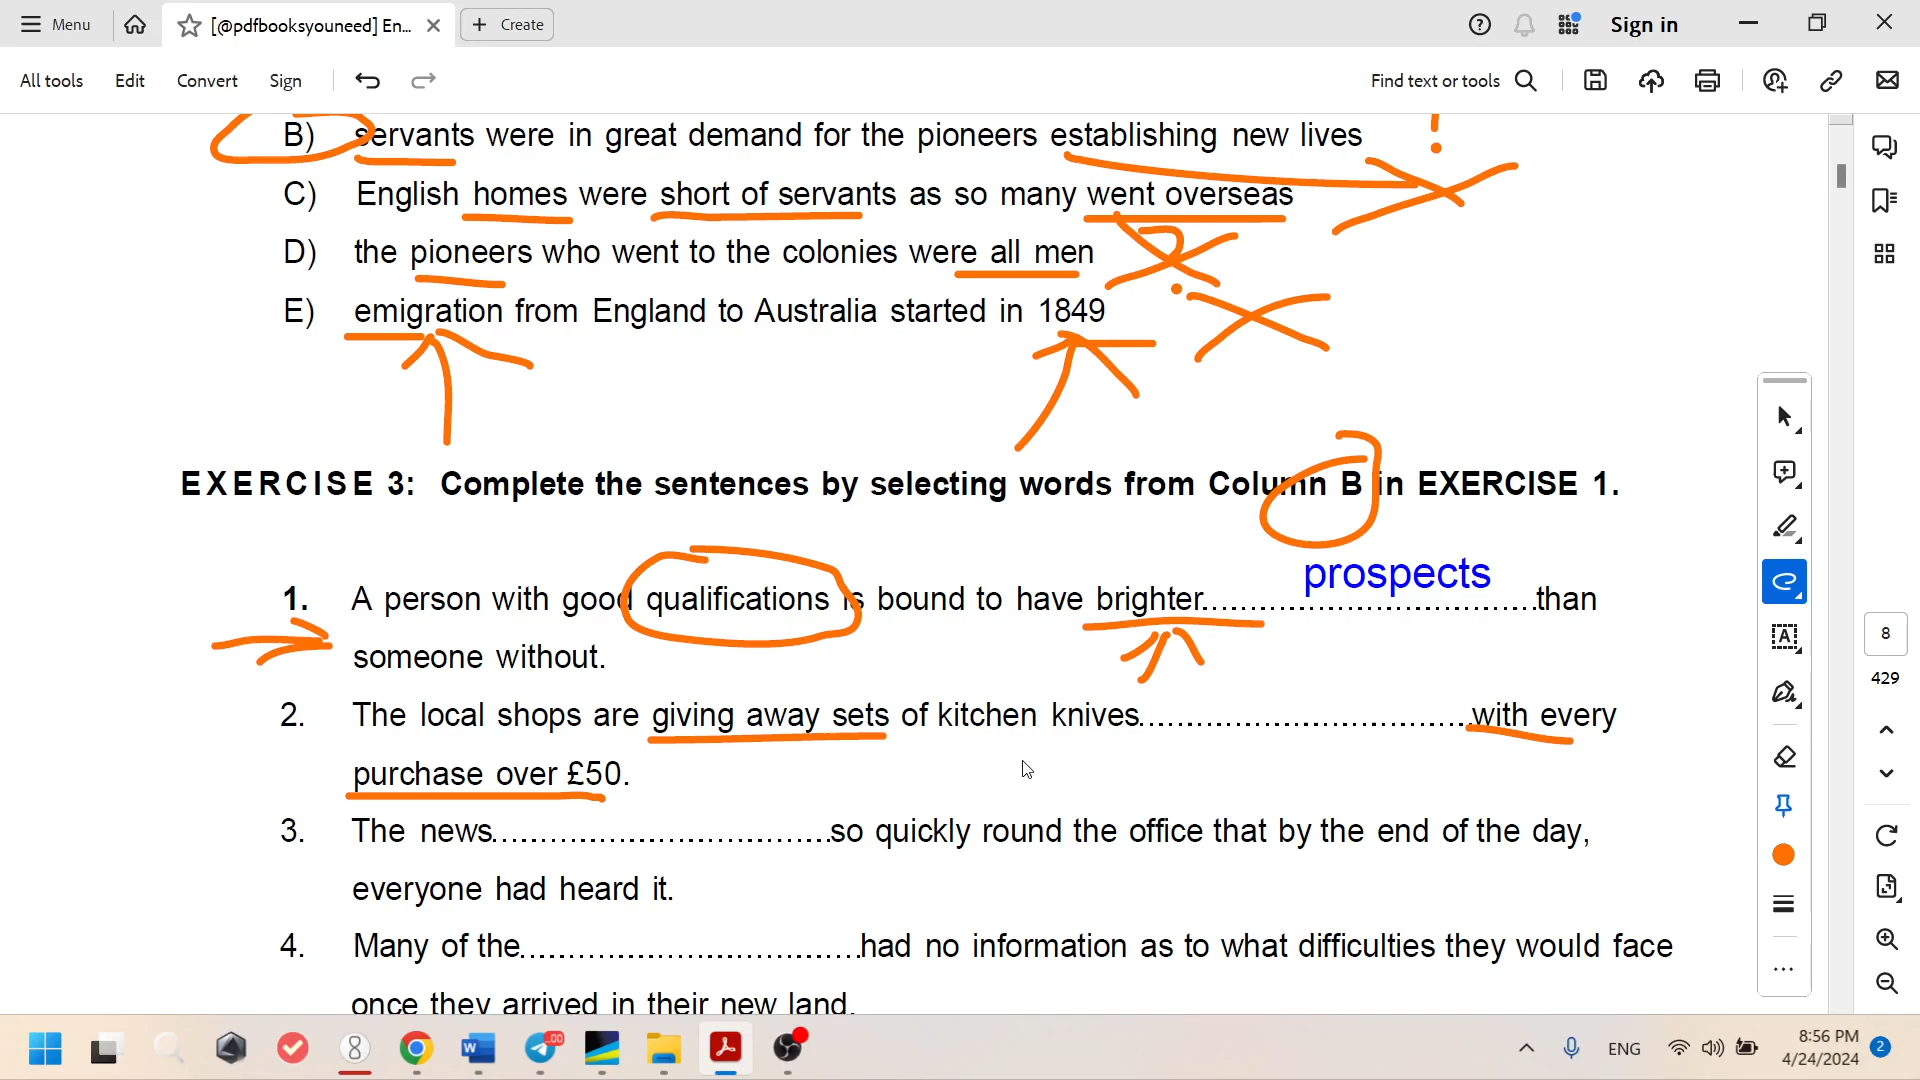 Menu
[@pdfbooksyouneed] En...
Create
Sign in
All tools
Edit
Convert
Sign
Find text or tools
B) servants were in great demand for the pioneers establishing new lives
C) English homes were short of servants as so many went overseas
D) the pioneers who went to the colonies were all men
E) emigration from England to Australia started in 1849
EXERCISE 3: Complete the sentences by selecting words from Column B in EXERCISE 1.
prospects
1. A person with good qualifications is bound to have brighter....................................than
someone without.
2. The local shops are giving away sets of kitchen knives....................................with every
purchase over £50.
3. The news....................................so quickly round the office that by the end of the day,
everyone had heard it.
4. Many of the....................................had no information as to what difficulties they would face
once they arrived in their new land.
8
429
ENG
8:56 PM
4/24/2024
2